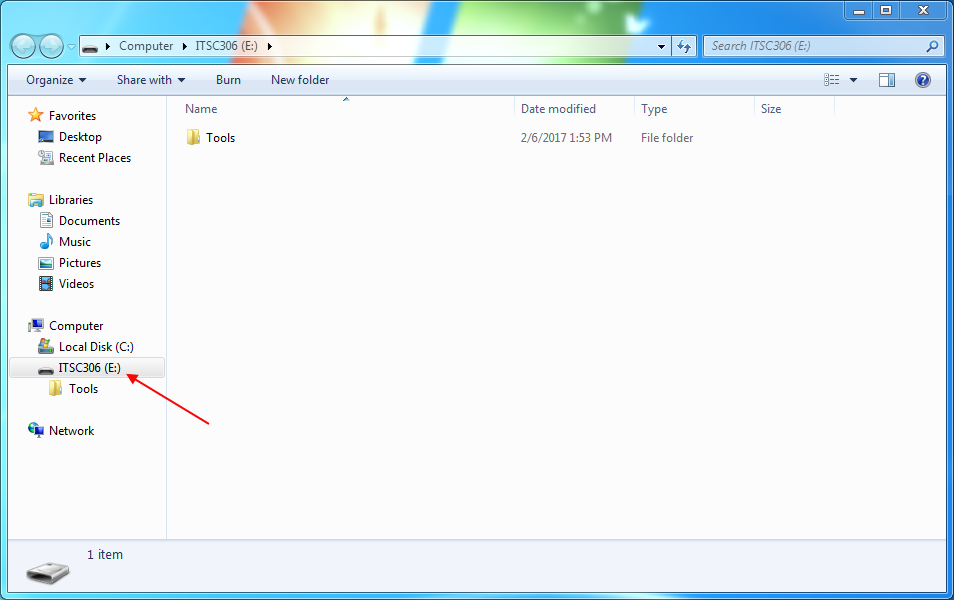 Computer ITSC306 (E:)
Search ITSC306 (E:)
Organize Share with Burn New folder
Name Date modified Type Size
Tools 2/6/2017 1:53 PM File folder
Favorites
Desktop
Recent Places
Libraries
Documents
Music
Pictures
Videos
Computer
Local Disk (C:)
ITSC306 (E:)
Tools
Network
1 item